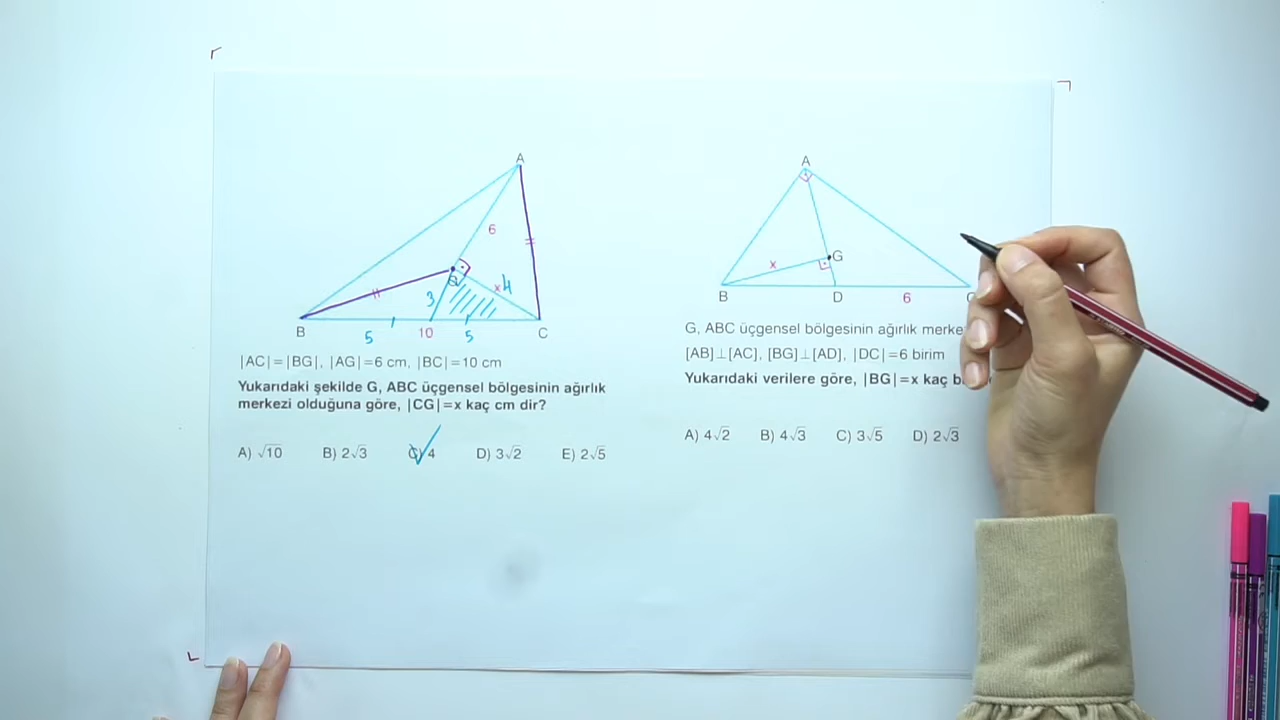 A
6
G
x 4
3
B
5
10
5
C
|AC|=|BG|, |AG|=6 cm, |BC|=10 cm
Yukarıdaki şekilde G, ABC üçgensel bölgesinin ağırlık
merkezi olduğuna göre, |CG|=x kaç cm dir?
A) √10 B) 2√3 C) 4 D) 3√2 E) 2√5
A
G
x
B
D
6
G, ABC üçgensel bölgesinin ağırlık
[AB]⊥[AC], [BG]⊥[AD], |DC|=6 birim
Yukarıdaki verilere göre, |BG|=x kaç
A) 4√2 B) 4√3 C) 3√5 D) 2√3